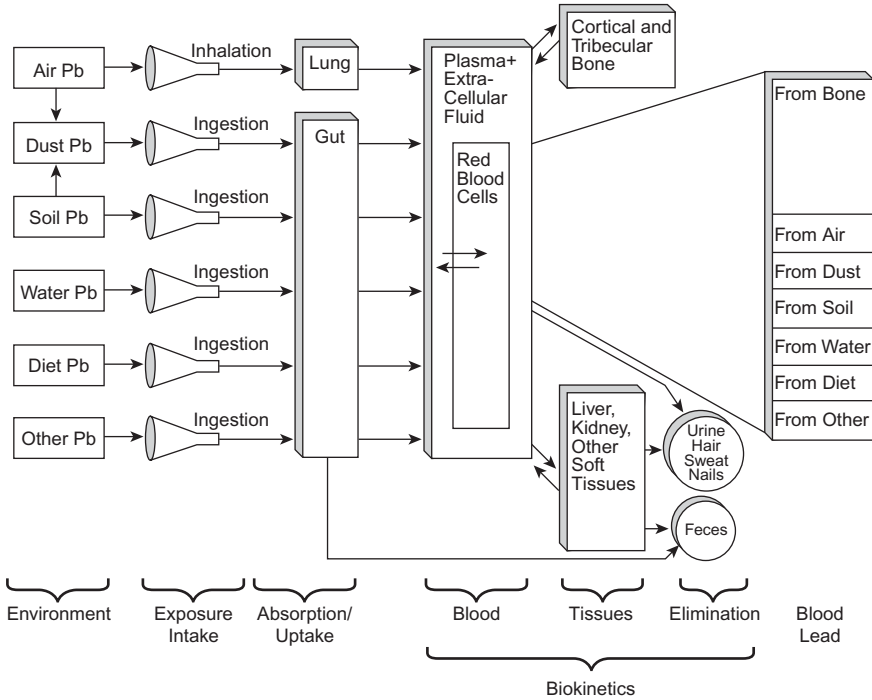 Air Pb
Dust Pb
Soil Pb
Water Pb
Diet Pb
Other Pb
Inhalation
Ingestion
Ingestion
Ingestion
Ingestion
Ingestion
Lung
Gut
Plasma+
Extra-
Cellular
Fluid
Red
Blood
Cells
Cortical and
Tribecular
Bone
Liver,
Kidney,
Other
Soft
Tissues
Urine
Hair
Sweat
Nails
Feces
From Bone
From Air
From Dust
From Soil
From Water
From Diet
From Other
Environment
Exposure
Intake
Absorption/
Uptake
Blood
Tissues
Elimination
Blood
Lead
Biokinetics